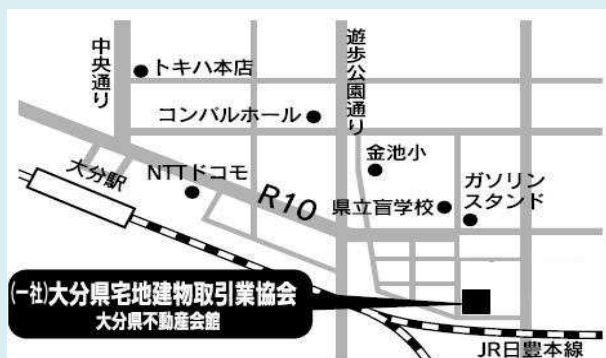 中央通り
トキハ本店
遊歩公園通り
コンパルホール
金池小
大分駅
NTTドコモ
ガソリン
スタンド
R10
県立盲学校
(一社)大分県宅地建物取引業協会
大分県不動産会館
JR日豊本線